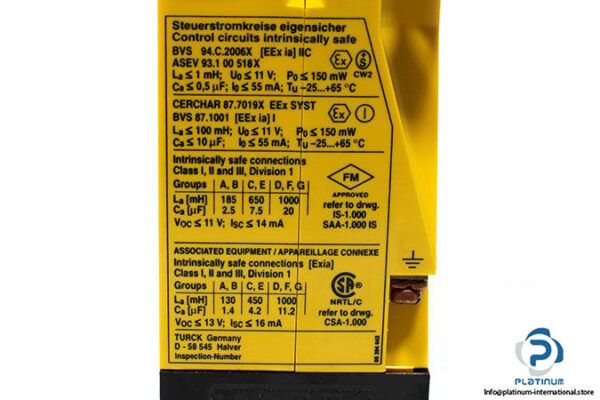 Steuerstromkreise eigensicher
Control circuits intrinsically safe
BVS 94.C.2006X [EEx ia] IIC
ASEV 93.1 00 518X
Ex
S
CW2
La ≤ 1 mH; U0 ≤ 11 V; P0 ≤ 150 mW
Ca ≤ 0,5 µF; I0 ≤ 55 mA; Tu –25...+65 °C
CERCHAR 87.7019X EEx SYST
BVS 87.1001 [EEx ia] I
Ex
I
La ≤ 100 mH; U0 ≤ 11 V; P0 ≤ 150 mW
Ca ≤ 10 µF; I0 ≤ 55 mA; Tu –25...+65 °C
Intrinsically safe connections
Class I, II and III, Division 1
Groups A, B C, E D, F, G
La [mH] 185 650 1000
Ca [µF] 2.5 7.5 20
Voc ≤ 11 V; Isc ≤ 14 mA
FM
APPROVED
refer to drwg.
IS-1.000
SAA-1.000 IS
ASSOCIATED EQUIPMENT / APPAREILLAGE CONNEXE
Intrinsically safe connections [Exia]
Class I, II and III, Division 1
Groups A, B C, E D, F, G
La [mH] 130 450 1000
Ca [µF] 1.4 4.2 11.2
Voc ≤ 13 V; Isc ≤ 16 mA
SA
NRTL/C
refer to drwg.
CSA-1.000
TURCK Germany
D - 58 545 Halver
Inspection-Number
PLATINUM
Info@platinum-international.store